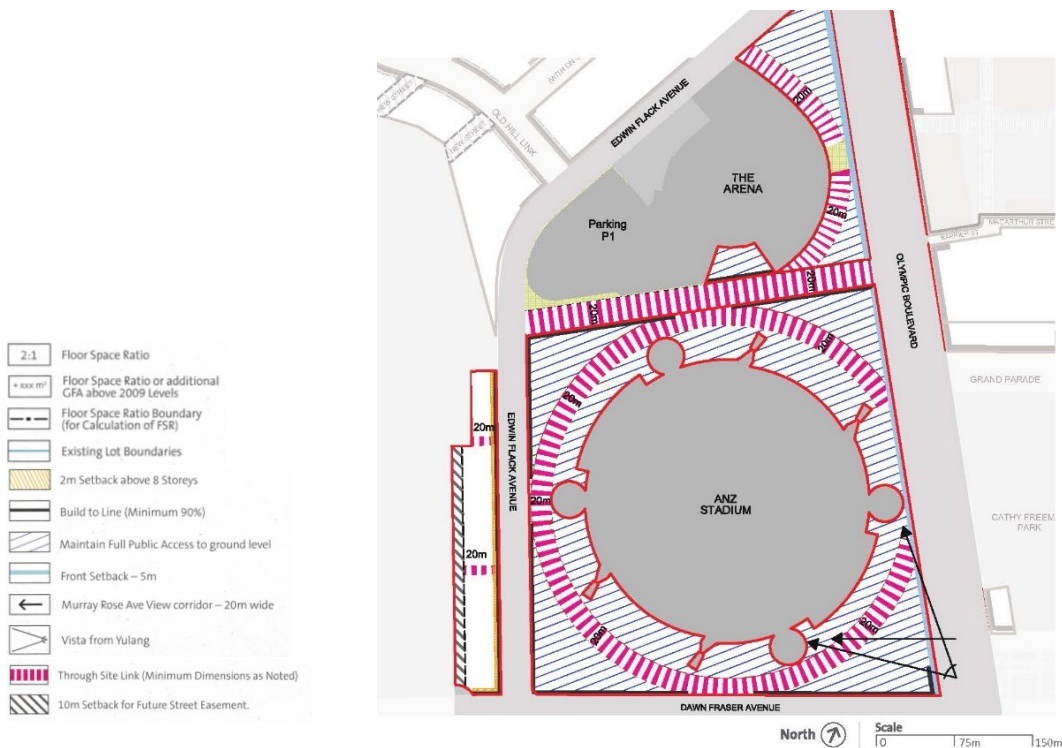 2:1 Floor Space Ratio
+ xxx m² Floor Space Ratio or additional
GFA above 2009 Levels
Floor Space Ratio Boundary
(for Calculation of FSR)
Existing Lot Boundaries
2m Setback above 8 Storeys
Build to Line (Minimum 90%)
Maintain Full Public Access to ground level
Front Setback – 5m
Murray Rose Ave View corridor – 20m wide
Vista from Yulang
Through Site Link (Minimum Dimensions as Noted)
10m Setback for Future Street Easement.
NEW STREET
OLD HILL LINK
NEW STREET
EDWIN FLACK AVENUE
20m
THE
ARENA
Parking
P1
20m
20m
20m
OLYMPIC BOULEVARD
GRAND PARADE
20m
20m
20m
20m
EDWIN FLACK AVENUE
20m
20m
20m
ANZ
STADIUM
CATHY FREEM
PARK
20m
20m
DAWN FRASER AVENUE
North
Scale
0 75m 150m